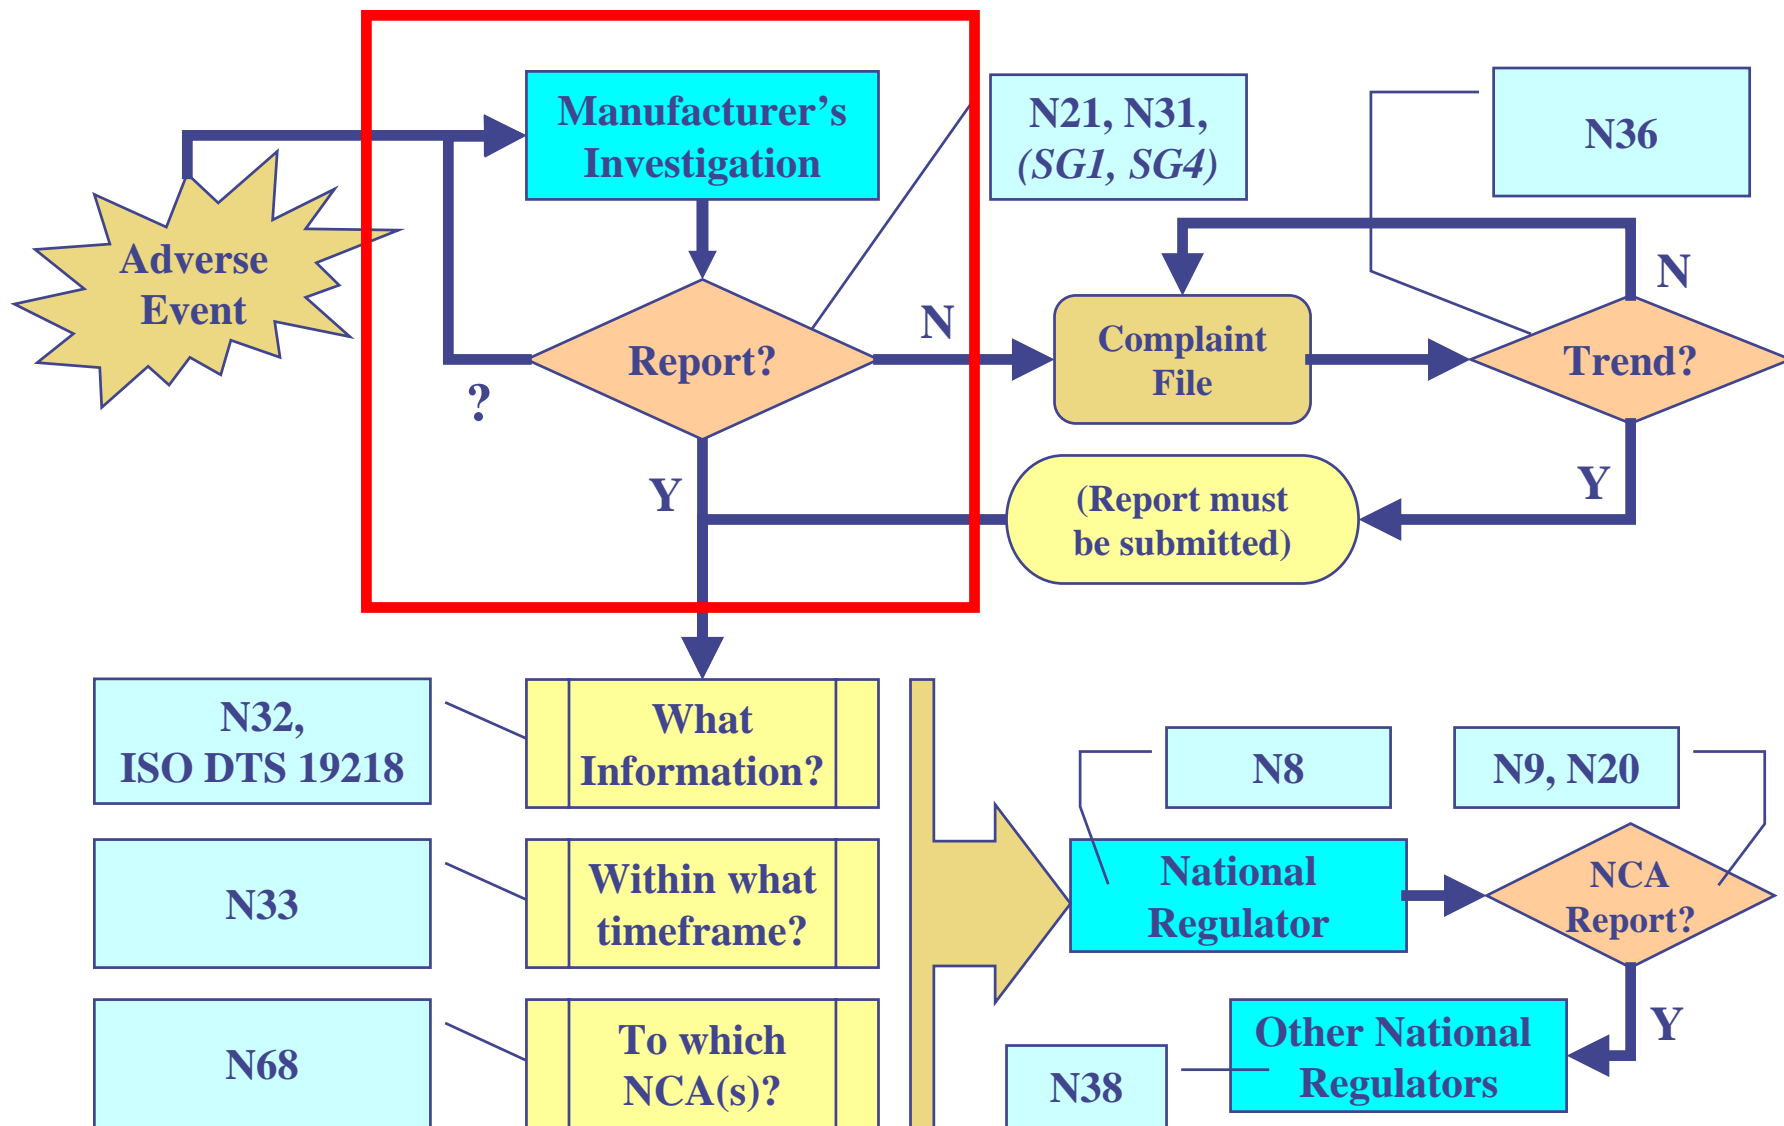 Manufacturer’s
Investigation
N21, N31,
(SG1, SG4)
N36
Adverse
Event
Report?
?
N
Y
Complaint
File
Trend?
N
Y
(Report must
be submitted)
N32,
ISO DTS 19218
What
Information?
N33
Within what
timeframe?
N68
To which
NCA(s)?
N8
N9, N20
National
Regulator
NCA
Report?
Y
N38
Other National
Regulators